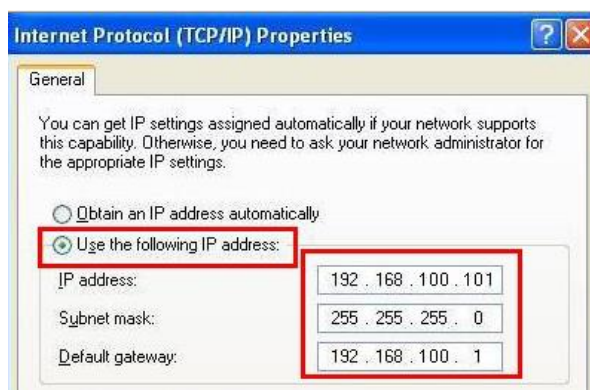 Internet Protocol (TCP/IP) Properties
General
You can get IP settings assigned automatically if your network supports
this capability. Otherwise, you need to ask your network administrator for
the appropriate IP settings.
Obtain an IP address automatically
Use the following IP address:
IP address: 192 . 168 . 100 . 101
Subnet mask: 255 . 255 . 255 . 0
Default gateway: 192 . 168 . 100 . 1